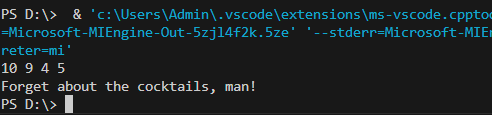 PS D:\>  & 'c:\Users\Admin\.vscode\extensions\ms-vscode.cpptoo
=Microsoft-MIEngine-Out-5zjl4f2k.5ze' '--stderr=Microsoft-MIEn
reter=mi'
10 9 4 5
Forget about the cocktails, man!
PS D:\>